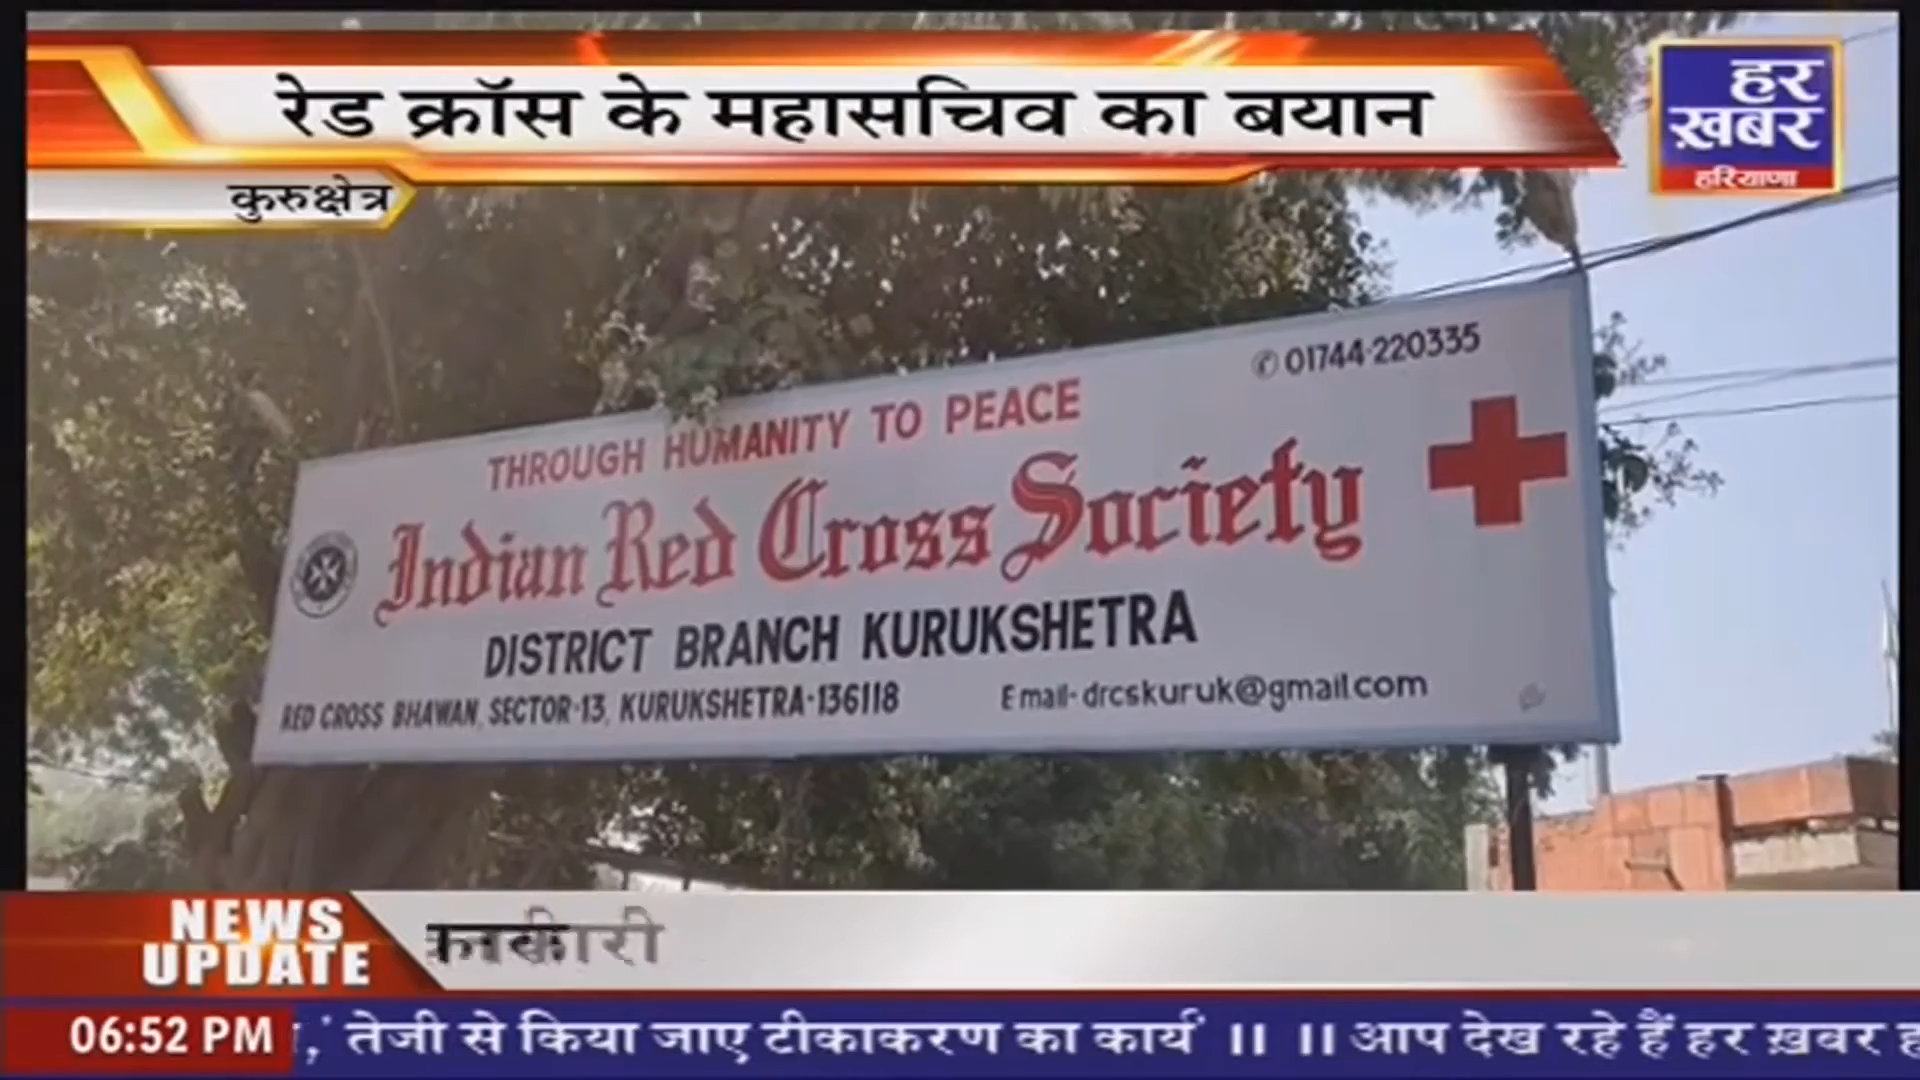 रेड क्रॉस के महासचिव का बयान
हर
ख़बर
हरियाणा
कुरुक्षेत्र
✆ 01744-220335
THROUGH HUMANITY TO PEACE
Indian Red Cross Society
DISTRICT BRANCH KURUKSHETRA
RED CROSS BHAWAN, SECTOR-13, KURUKSHETRA-136118
Email-drcskuruk@gmail.com
NEWS
UPDATE
06:52 PM
तेजी से किया जाए टीकाकरण का कार्य' ।। ।। आप देख रहे हैं हर ख़बर